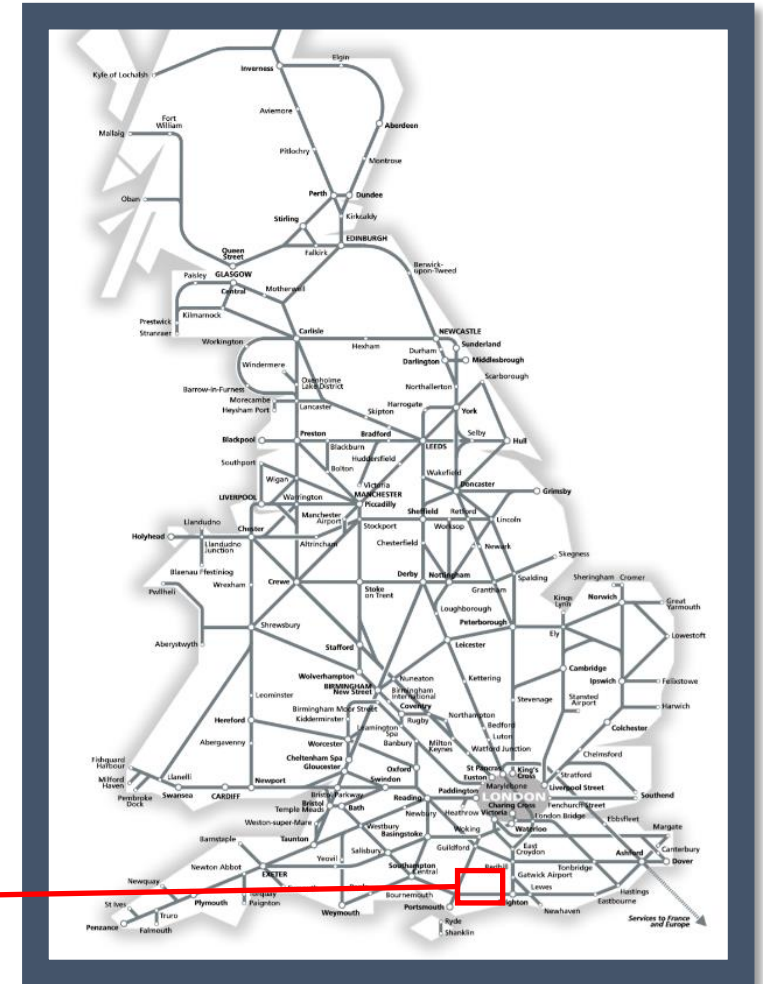 Elgin
Inverness
Kyle of Lochalsh
Aviemore
Fort
William
Mallaig
Aberdeen
Pitlochry
Montrose
Perth
Dundee
Oban
Stirling
Kirkcaldy
EDINBURGH
Queen
Street
Falkirk
GLASGOW
Central
Paisley
Motherwell
Berwick-
upon-Tweed
Prestwick
Stranraer
Kilmarnock
Carlisle
NEWCASTLE
Workington
Hexham
Durham
Sunderland
Darlington
Middlesbrough
Windermere
Oxenholme
Lake District
Northallerton
Scarborough
Barrow-in-Furness
Morecambe
Heysham Port
Lancaster
Harrogate
York
Skipton
Blackpool
Preston
Bradford
Selby
Hull
Blackburn
LEEDS
Huddersfield
Southport
Bolton
Wakefield
Wigan
Victoria
Doncaster
LIVERPOOL
Warrington
MANCHESTER
Piccadilly
Grimsby
Manchester
Airport
Sheffield
Retford
Llandudno
Stockport
Worksop
Lincoln
Holyhead
Chester
Llandudno
Junction
Altrincham
Chesterfield
Newark
Skegness
Blaenau Ffestiniog
Pwllheli
Wrexham
Crewe
Stoke
on Trent
Derby
Nottingham
Grantham
Spalding
Sheringham
Cromer
Kings
Lynn
Norwich
Great
Yarmouth
Loughborough
Shrewsbury
Peterborough
Ely
Lowestoft
Aberystwyth
Stafford
Leicester
Wolverhampton
BIRMINGHAM
New Street
Nuneaton
Birmingham
International
Kettering
Cambridge
Ipswich
Felixstowe
Leominster
Birmingham Moor Street
Coventry
Stevenage
Stansted
Airport
Harwich
Hereford
Kidderminster
Rugby
Northampton
Leamington
Spa
Bedford
Colchester
Abergavenny
Worcester
Banbury
Milton
Keynes
Luton
Watford Junction
Chelmsford
Fishguard
Harbour
Cheltenham Spa
Gloucester
Oxford
St Pancras
King's
Cross
Euston
Stratford
Milford
Haven
Llanelli
Swindon
Paddington
Marylebone
Liverpool Street
Pembroke
Dock
Swansea
CARDIFF
Newport
Bristol Parkway
Bristol
Temple Meads
Bath
Reading
LONDON
Southend
Charing Cross
Fenchurch Street
Newbury
Heathrow
Victoria
London Bridge
Ebbsfleet
Weston-super-Mare
Westbury
Basingstoke
Woking
Waterloo
Margate
Barnstaple
Taunton
Salisbury
Guildford
East
Croydon
Canterbury
Yeovil
Ashford
Dover
Newton Abbot
Southampton
Central
Tonbridge
Newquay
EXETER
Gatwick Airport
Lewes
Hastings
St Ives
Plymouth
Paignton
Bournemouth
Eastbourne
Truro
Weymouth
Portsmouth
Newhaven
Penzance
Falmouth
Ryde
Shanklin
Services to France
and Europe